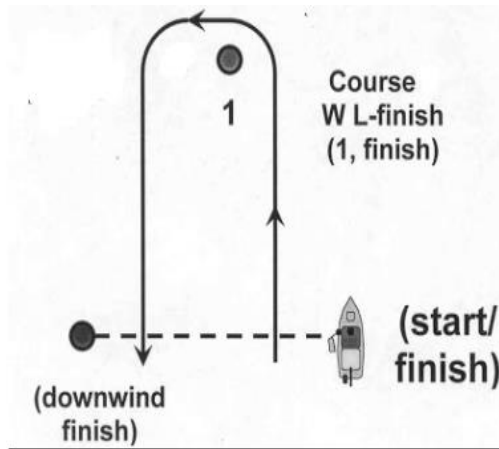 1
Course
W L-finish
(1, finish)
(start/
finish)
(downwind
finish)